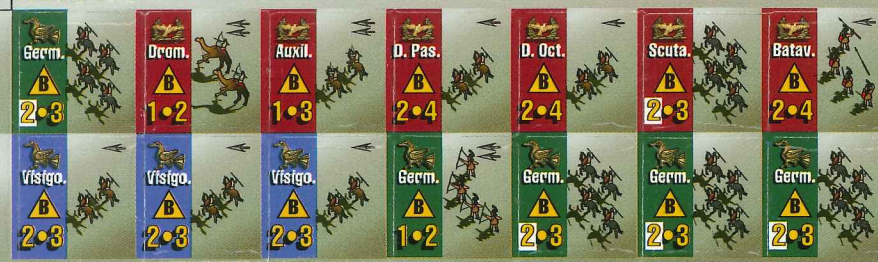 Germ. Drom. Auxil. D. Pas. D. Oct. Scuta. Batav.
B B B B B B B
2•3 1•2 1•3 2•4 2•4 2•3 2•4
Visigo. Visigo. Visigo. Germ. Germ. Germ. Germ.
B B B B B B B
2•3 2•3 2•3 1•2 2•3 2•3 2•3